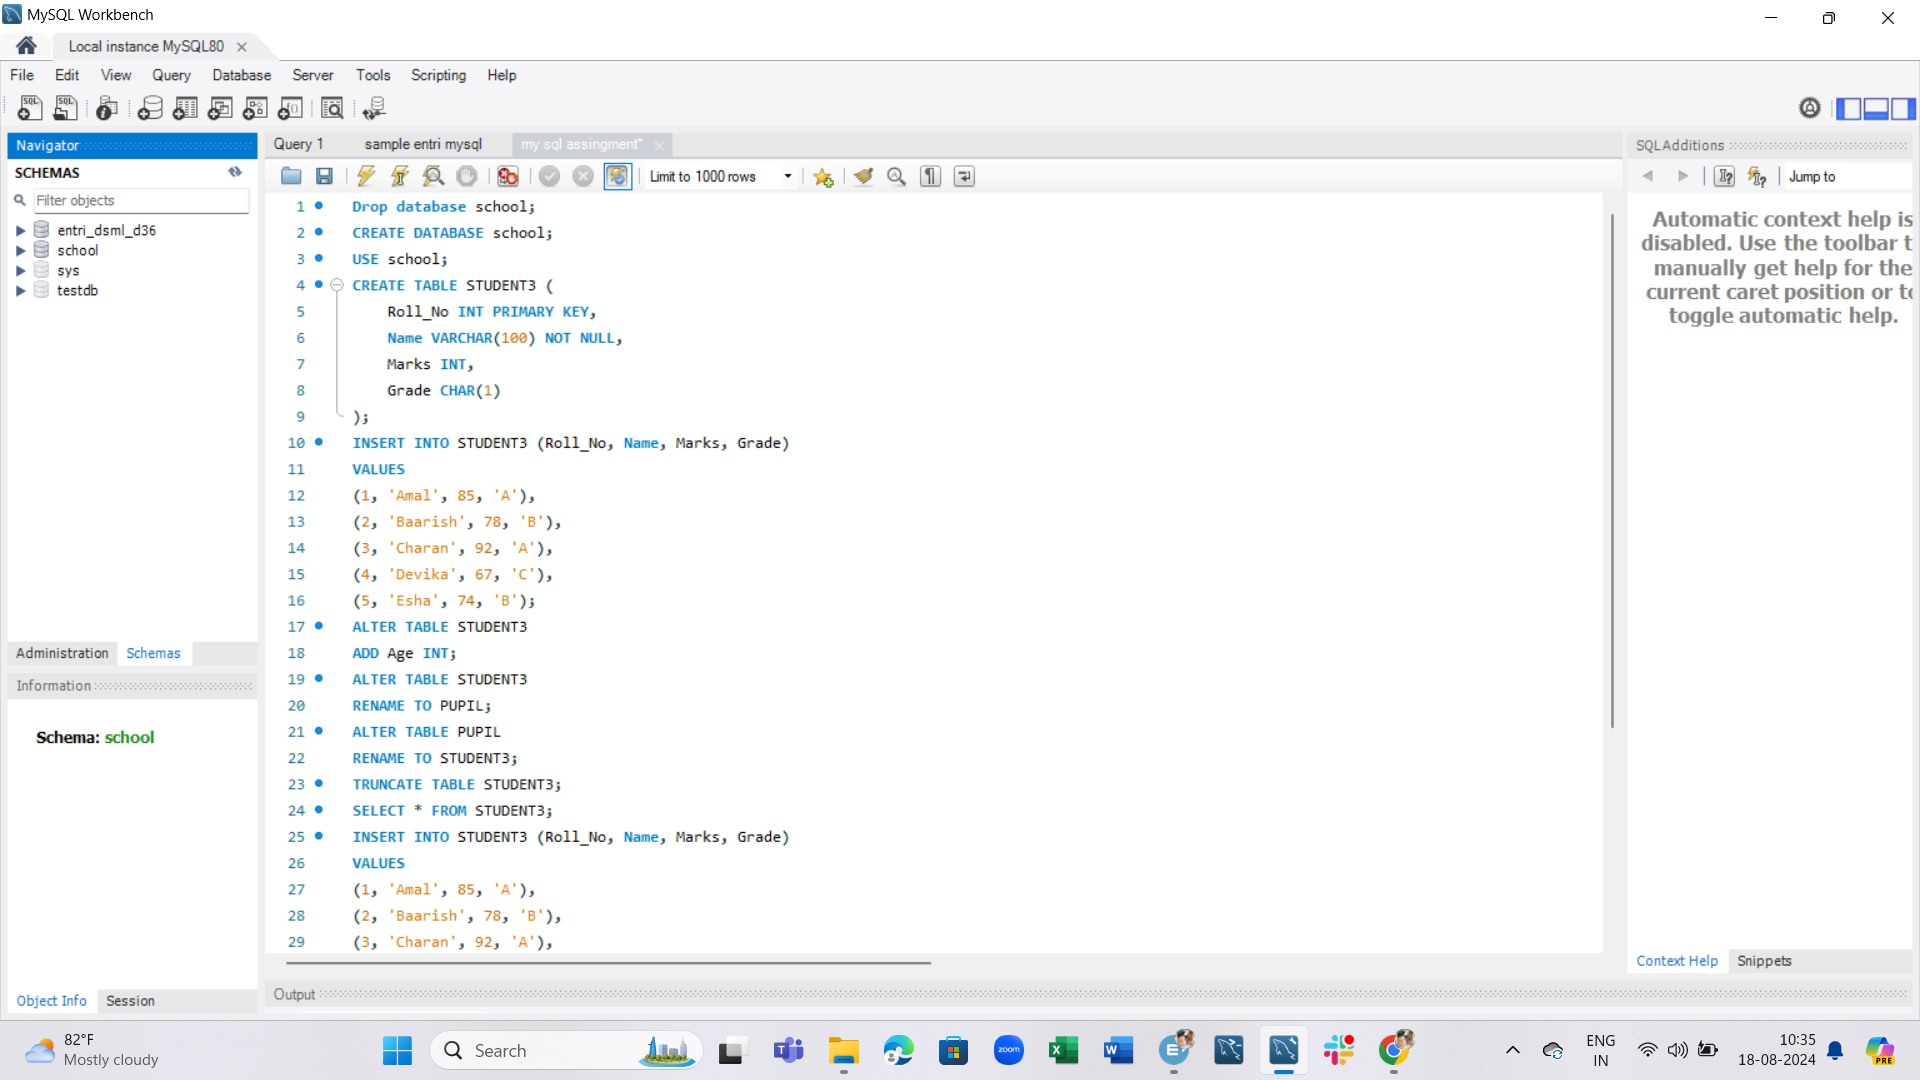 MySQL Workbench
Local instance MySQL80
File Edit View Query Database Server Tools Scripting Help
Navigator
SCHEMAS
Filter objects
entri_dsml_d36
school
sys
testdb
Administration Schemas
Information
Schema: school
Object Info Session
Query 1 sample entri mysql my sql assingment*
Limit to 1000 rows
1 Drop database school;
2 CREATE DATABASE school;
3 USE school;
4 CREATE TABLE STUDENT3 (
5 Roll_No INT PRIMARY KEY,
6 Name VARCHAR(100) NOT NULL,
7 Marks INT,
8 Grade CHAR(1)
9 );
10 INSERT INTO STUDENT3 (Roll_No, Name, Marks, Grade)
11 VALUES
12 (1, 'Amal', 85, 'A'),
13 (2, 'Baarish', 78, 'B'),
14 (3, 'Charan', 92, 'A'),
15 (4, 'Devika', 67, 'C'),
16 (5, 'Esha', 74, 'B');
17 ALTER TABLE STUDENT3
18 ADD Age INT;
19 ALTER TABLE STUDENT3
20 RENAME TO PUPIL;
21 ALTER TABLE PUPIL
22 RENAME TO STUDENT3;
23 TRUNCATE TABLE STUDENT3;
24 SELECT * FROM STUDENT3;
25 INSERT INTO STUDENT3 (Roll_No, Name, Marks, Grade)
26 VALUES
27 (1, 'Amal', 85, 'A'),
28 (2, 'Baarish', 78, 'B'),
29 (3, 'Charan', 92, 'A'),
Output
SQLAdditions
Jump to
Automatic context help is
disabled. Use the toolbar t
manually get help for the
current caret position or to
toggle automatic help.
Context Help Snippets
82°F
Mostly cloudy
Search
zoom
ENG
IN
10:35
18-08-2024
PRE